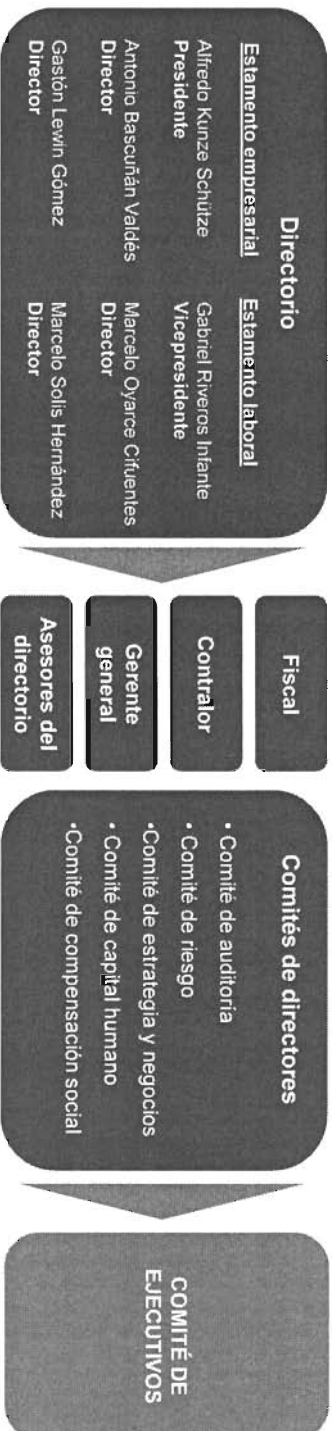 Directorio
Estamento empresarial
Alfredo Kunze Schütze
Presidente
Antonio Bascuñán Valdés
Director
Gastón Lewin Gómez
Director
Estamento laboral
Gabriel Riveros Infante
Vicepresidente
Marcelo Oyarce Cifuentes
Director
Marcelo Solis Hernández
Director
Fiscal
Contralor
Gerente
general
Asesores del
directorio
Comités de directores
• Comité de auditoria
• Comité de riesgo
•Comité de estrategia y negocios
• Comité de capital humano
•Comité de compensación social
COMITÉ DE
EJECUTIVOS